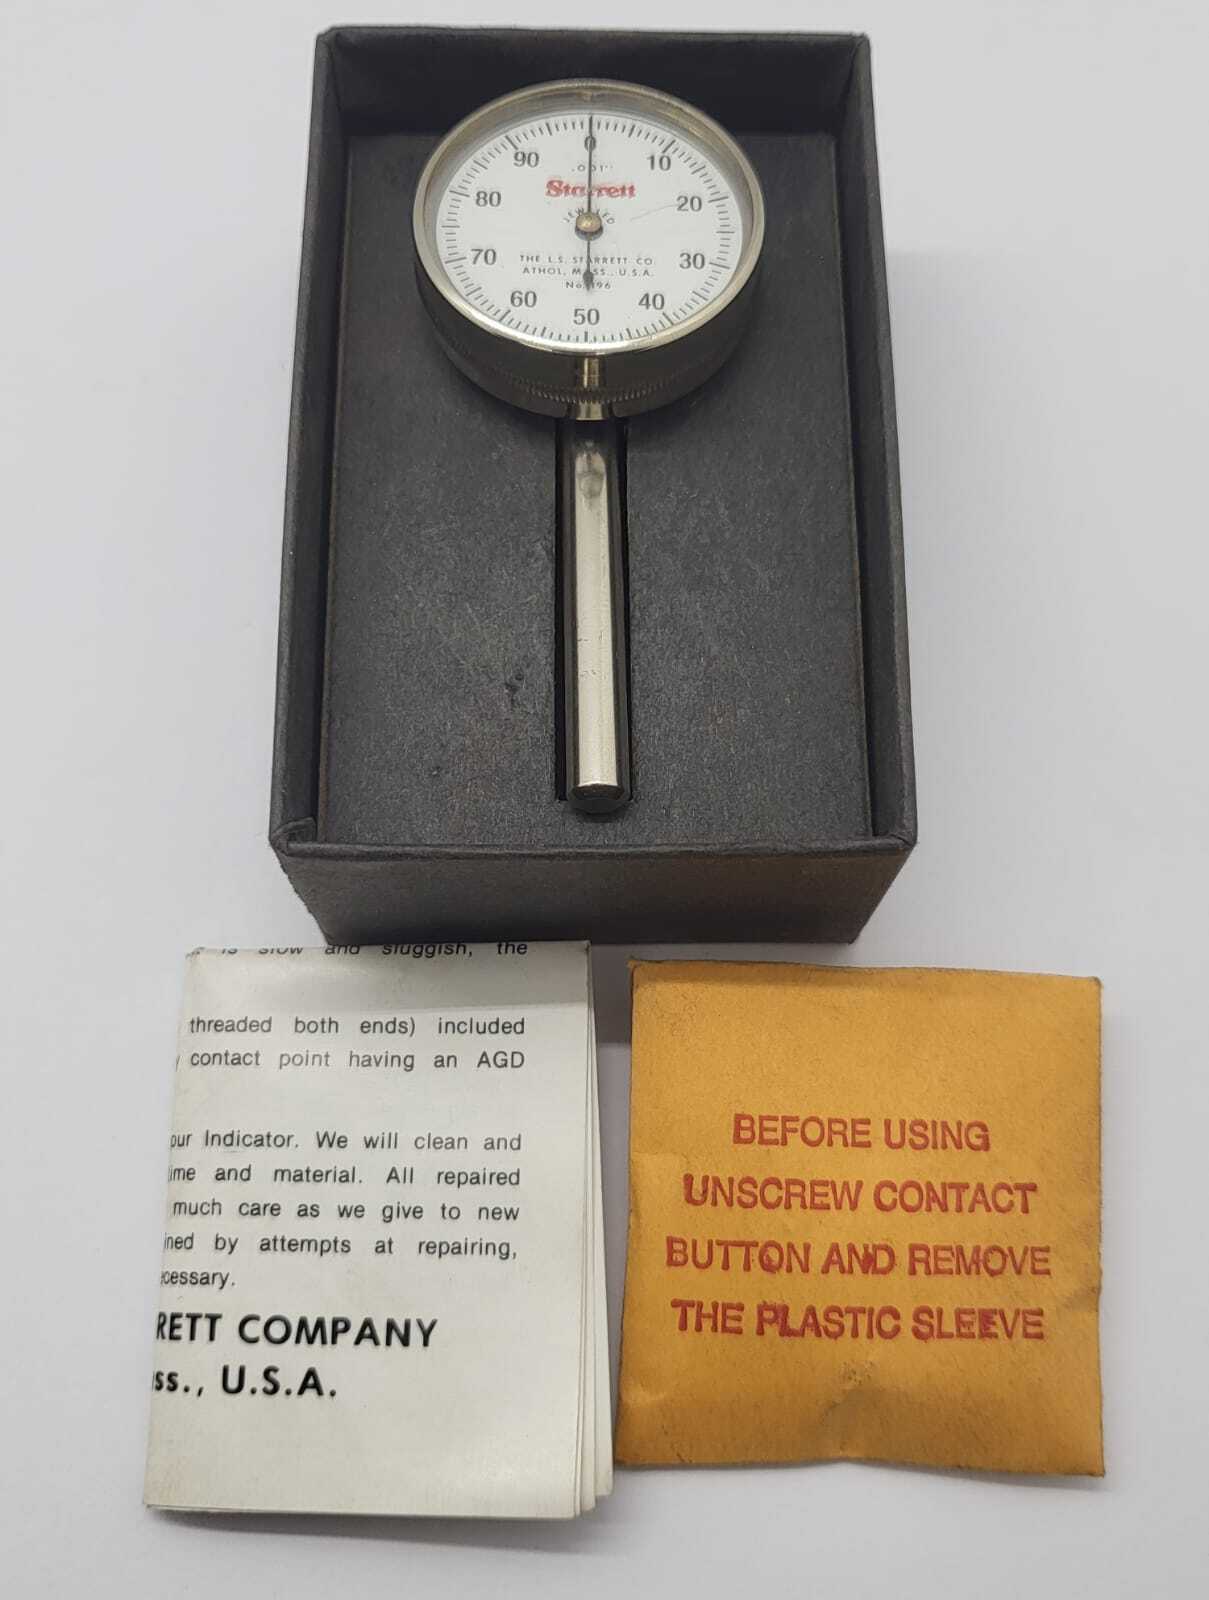 0
10
20
30
40
50
60
70
80
90
.001"
Starrett
JEWELED
THE L.S. STARRETT CO.
ATHOL, MASS., U.S.A.
No. 196
is slow and sluggish, the
threaded both ends) included
contact point having an AGD
our Indicator. We will clean and
time and material. All repaired
much care as we give to new
ined by attempts at repairing,
ecessary.
RETT COMPANY
ss., U.S.A.
BEFORE USING
UNSCREW CONTACT
BUTTON AND REMOVE
THE PLASTIC SLEEVE